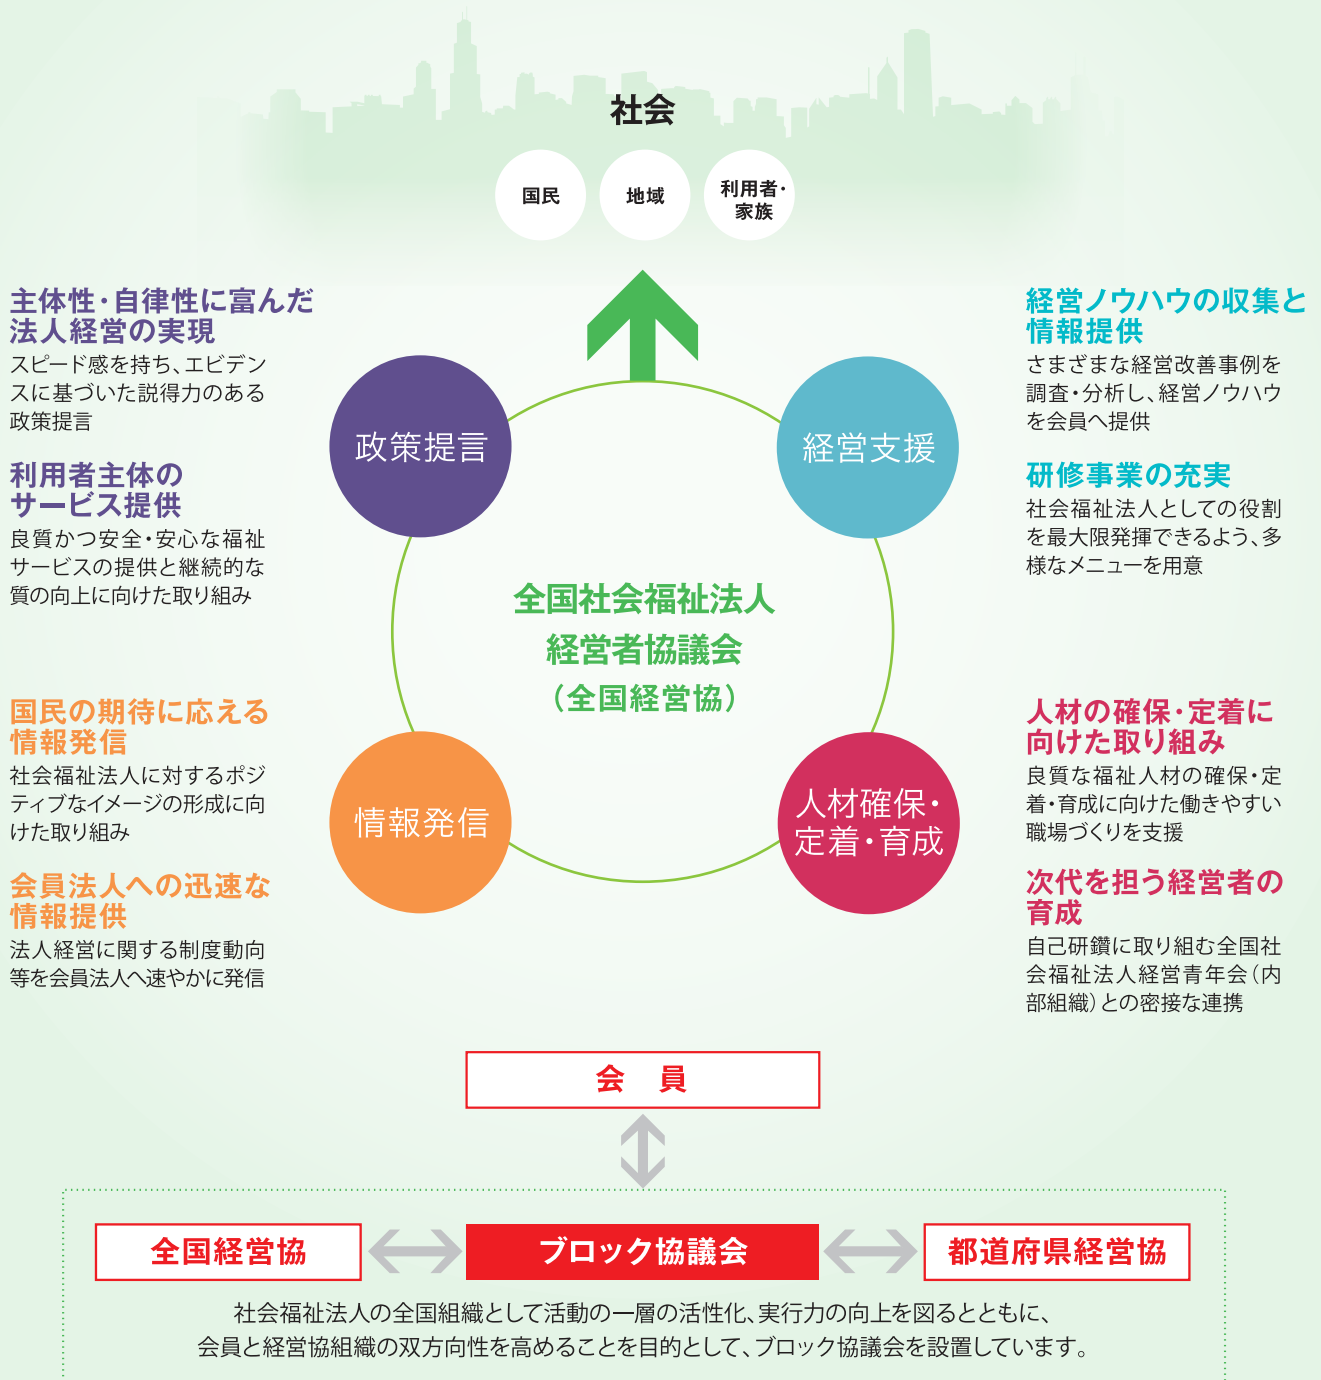 社会
国民
地域
利用者・
家族
主体性・自律性に富んだ
法人経営の実現
スピード感を持ち、エビデン
スに基づいた説得力のある
政策提言
利用者主体の
サービス提供
良質かつ安全・安心な福祉
サービスの提供と継続的な
質の向上に向けた取り組み
政策提言
経営支援
経営ノウハウの収集と
情報提供
さまざまな経営改善事例を
調査・分析し、経営ノウハウ
を会員へ提供
研修事業の充実
社会福祉法人としての役割
を最大限発揮できるよう、多
様なメニューを用意
全国社会福祉法人
経営者協議会
（全国経営協）
国民の期待に応える
情報発信
社会福祉法人に対するポジ
ティブなイメージの形成に向
けた取り組み
会員法人への迅速な
情報提供
法人経営に関する制度動向
等を会員法人へ速やかに発信
情報発信
人材確保・
定着・育成
人材の確保・定着に
向けた取り組み
良質な福祉人材の確保・定
着・育成に向けた働きやすい
職場づくりを支援
次代を担う経営者の
育成
自己研鑽に取り組む全国社
会福祉法人経営青年会（内
部組織）との密接な連携
会　員
全国経営協
ブロック協議会
都道府県経営協
社会福祉法人の全国組織として活動の一層の活性化、実行力の向上を図るとともに、
会員と経営協組織の双方向性を高めることを目的として、ブロック協議会を設置しています。